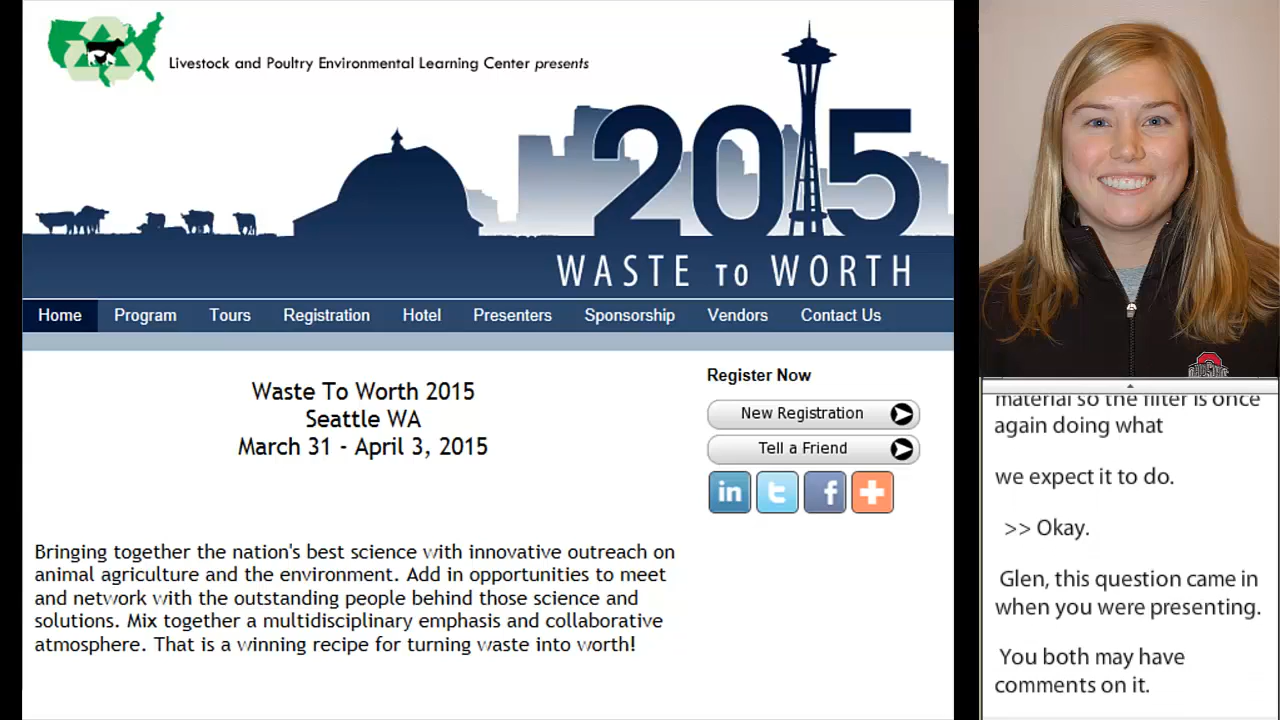 Livestock and Poultry Environmental Learning Center presents
2015
WASTE TO WORTH
Home Program Tours Registration Hotel Presenters Sponsorship Vendors Contact Us
Waste To Worth 2015
Seattle WA
March 31 - April 3, 2015
Bringing together the nation's best science with innovative outreach on
animal agriculture and the environment. Add in opportunities to meet
and network with the outstanding people behind those science and
solutions. Mix together a multidisciplinary emphasis and collaborative
atmosphere. That is a winning recipe for turning waste into worth!
Register Now
New Registration
Tell a Friend
in t f
material so the filter is once
again doing what
we expect it to do.
>> Okay.
Glen, this question came in
when you were presenting.
You both may have
comments on it.